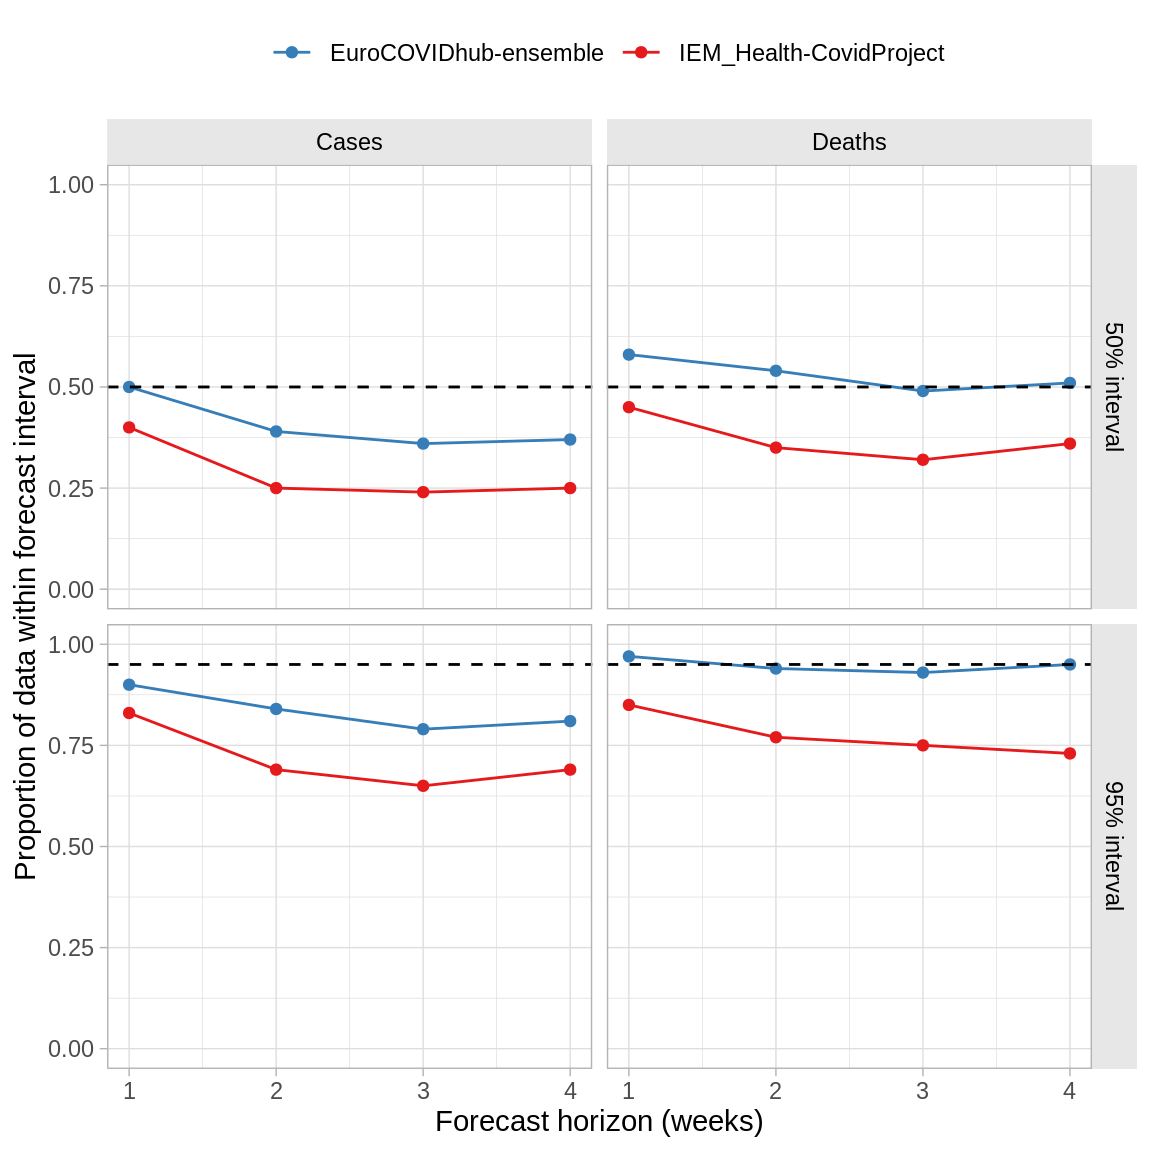 EuroCOVIDhub-ensemble IEM_Health-CovidProject
Cases Deaths
1.00
0.75
0.50
0.25
0.00
50% interval
Proportion of data within forecast interval
1.00
0.75
0.50
0.25
0.00
95% interval
1 2 3 4 1 2 3 4
Forecast horizon (weeks)